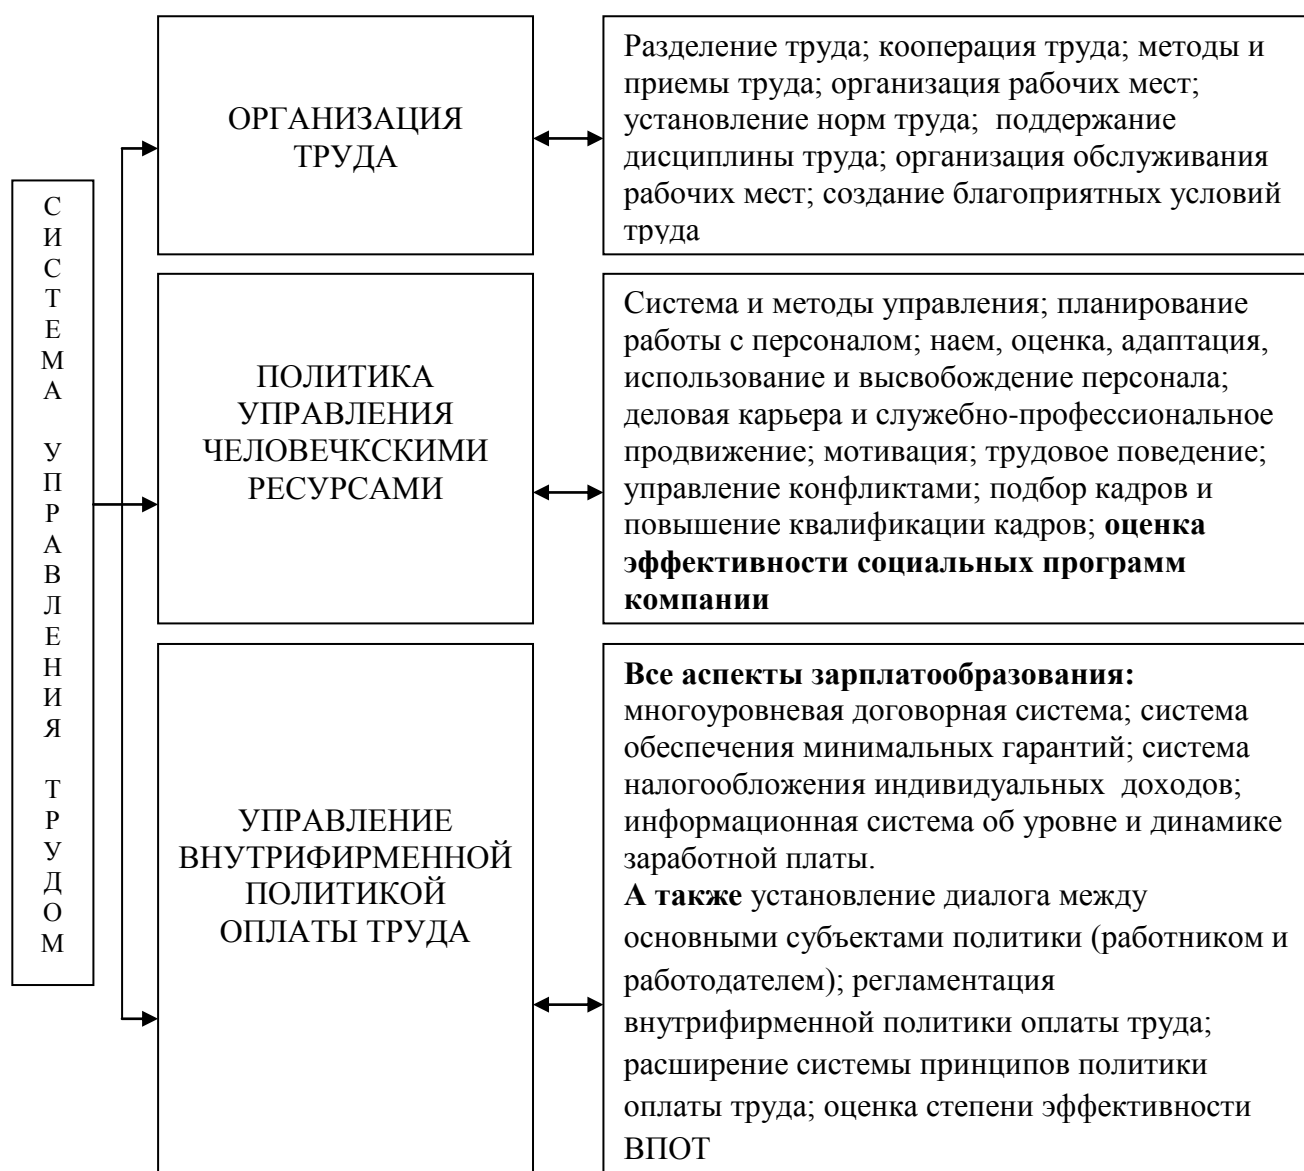 СИСТЕМА УПРАВЛЕНИЯ ТРУДОМ
ОРГАНИЗАЦИЯ
ТРУДА
Разделение труда; кооперация труда; методы и
приемы труда; организация рабочих мест;
установление норм труда; поддержание
дисциплины труда; организация обслуживания
рабочих мест; создание благоприятных условий
труда
ПОЛИТИКА
УПРАВЛЕНИЯ
ЧЕЛОВЕЧКСКИМИ
РЕСУРСАМИ
Система и методы управления; планирование
работы с персоналом; наем, оценка, адаптация,
использование и высвобождение персонала;
деловая карьера и служебно-профессиональное
продвижение; мотивация; трудовое поведение;
управление конфликтами; подбор кадров и
повышение квалификации кадров; оценка
эффективности социальных программ
компании
УПРАВЛЕНИЕ
ВНУТРИФИРМЕННОЙ
ПОЛИТИКОЙ
ОПЛАТЫ ТРУДА
Все аспекты зарплатообразования:
многоуровневая договорная система; система
обеспечения минимальных гарантий; система
налогообложения индивидуальных доходов;
информационная система об уровне и динамике
заработной платы.
А также установление диалога между
основными субъектами политики (работником и
работодателем); регламентация
внутрифирменной политики оплаты труда;
расширение системы принципов политики
оплаты труда; оценка степени эффективности
ВПОТ